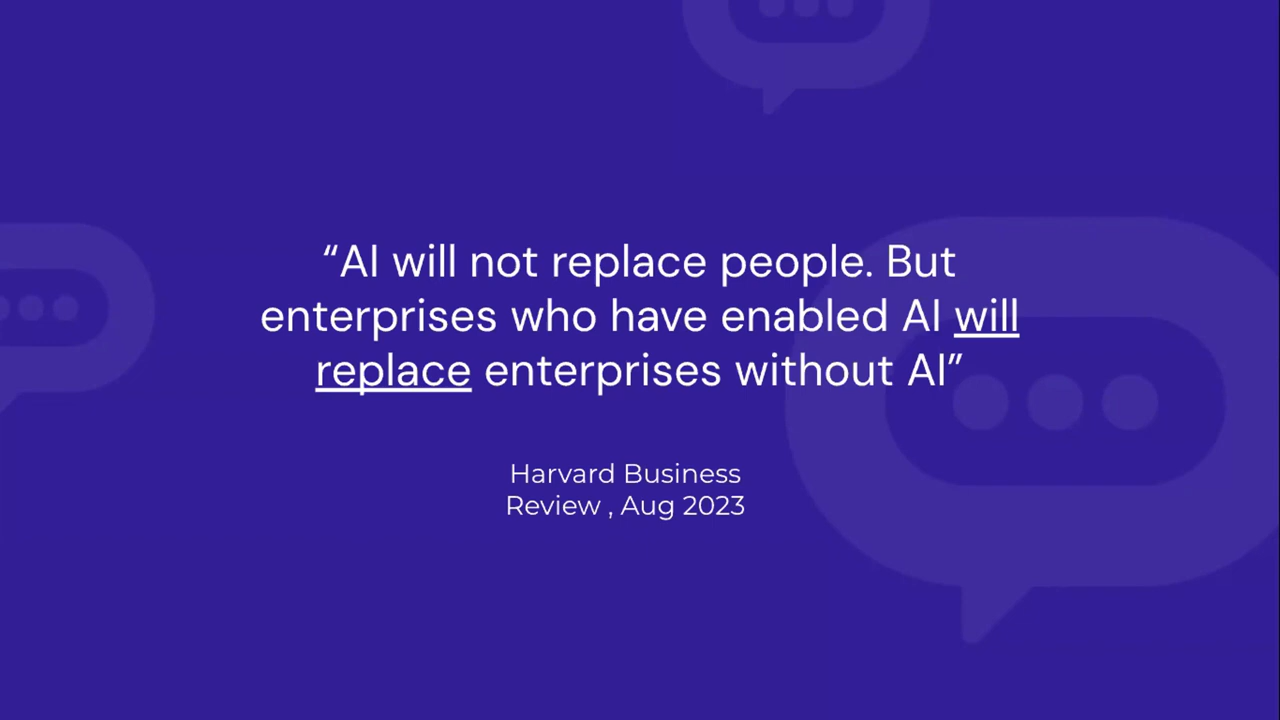 “AI will not replace people. But
enterprises who have enabled AI will
replace enterprises without AI”
Harvard Business
Review , Aug 2023